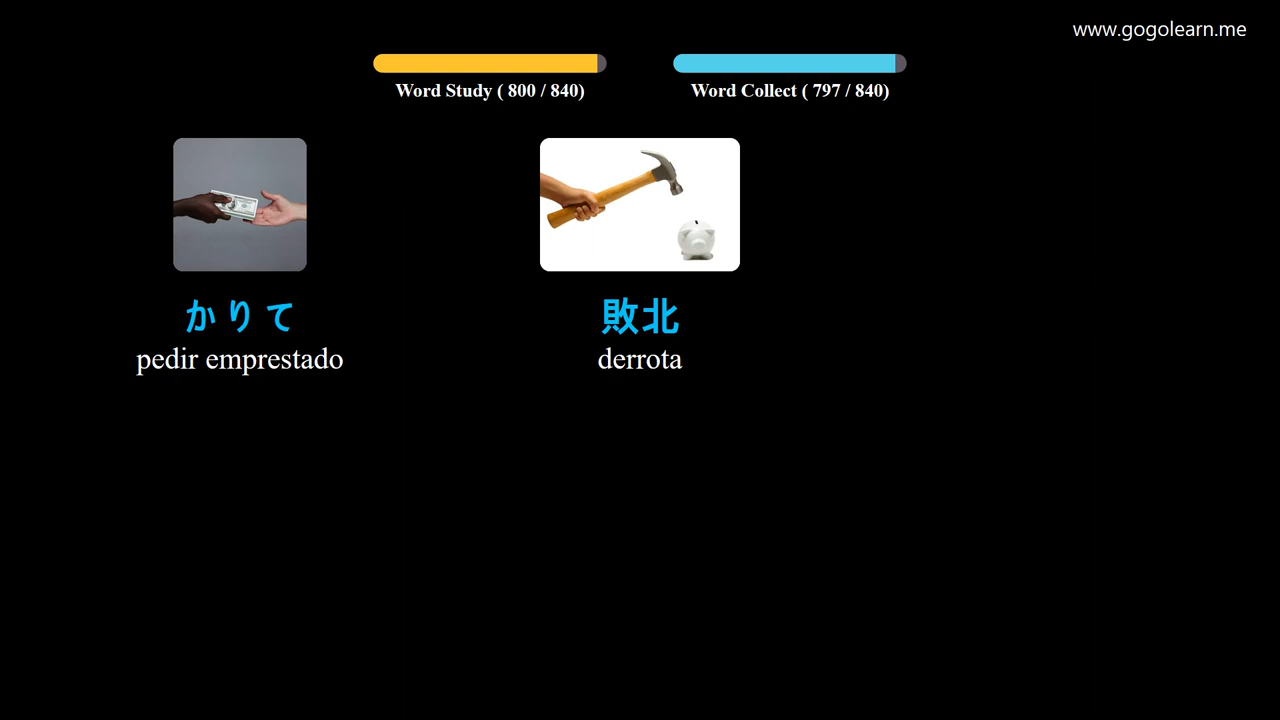 www.gogolearn.me
Word Study ( 800 / 840)
Word Collect ( 797 / 840)
かりて
pedir emprestado
敗北
derrota